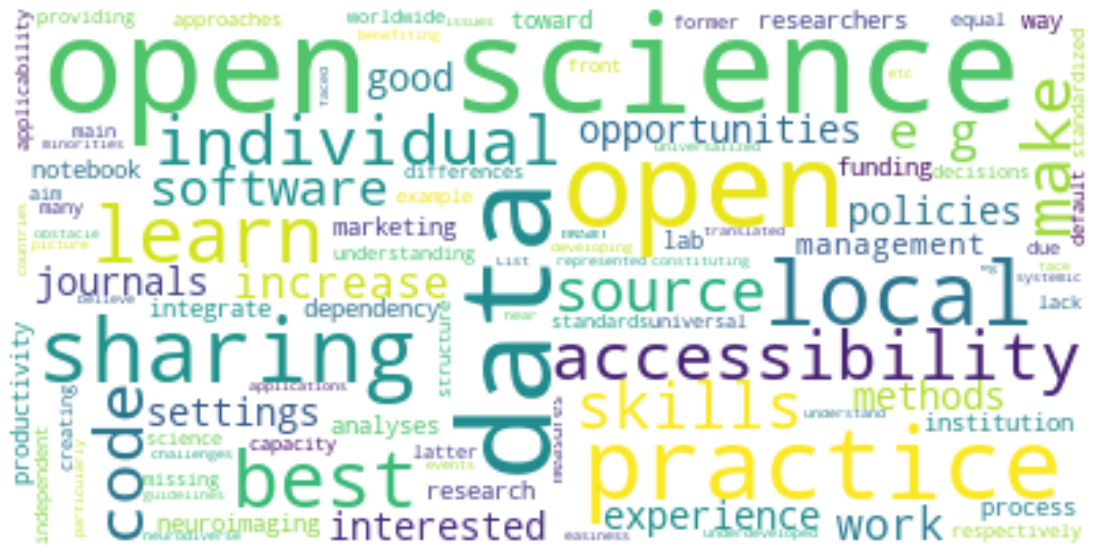 providing approaches worldwide issues toward former researchers equal way
benefiting
open science
applicability faced good front etc standardized
main individual opportunities e g make
minorities universalized
notebook software differences open funding decisions
aim example policies default
many learn marketing data lab translated
countries obstacle understanding developing management due
picture List represented constituting race systemic
journals increase source local lack
believe integrate dependency near standards universal
sharing structure accessibility
productivity applications skills methods
creating code settings analyses understand institution
science capacity latter practice
challenges events
independent particularly missing best research
guidelines experience work process
neuroimaging interested underdeveloped respectively
neurodiverse easiness